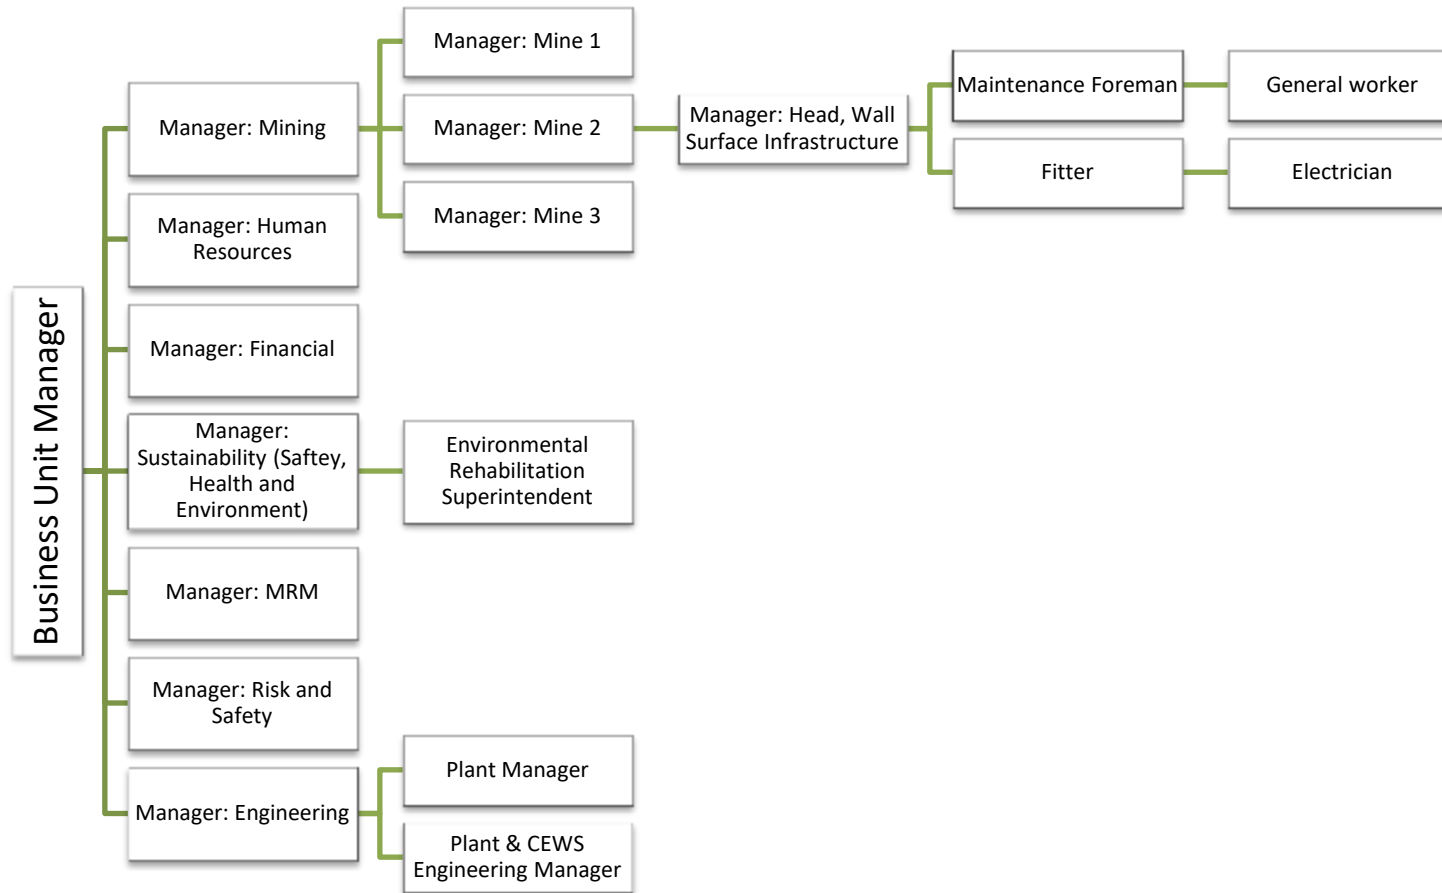 Business Unit Manager
Manager: Mining
Manager: Mine 1
Manager: Mine 2
Manager: Mine 3
Manager: Head, Wall
Surface Infrastructure
Maintenance Foreman
General worker
Fitter
Electrician
Manager: Human
Resources
Manager: Financial
Manager:
Sustainability (Saftey,
Health and
Environment)
Environmental
Rehabilitation
Superintendent
Manager: MRM
Manager: Risk and
Safety
Manager: Engineering
Plant Manager
Plant & CEWS
Engineering Manager